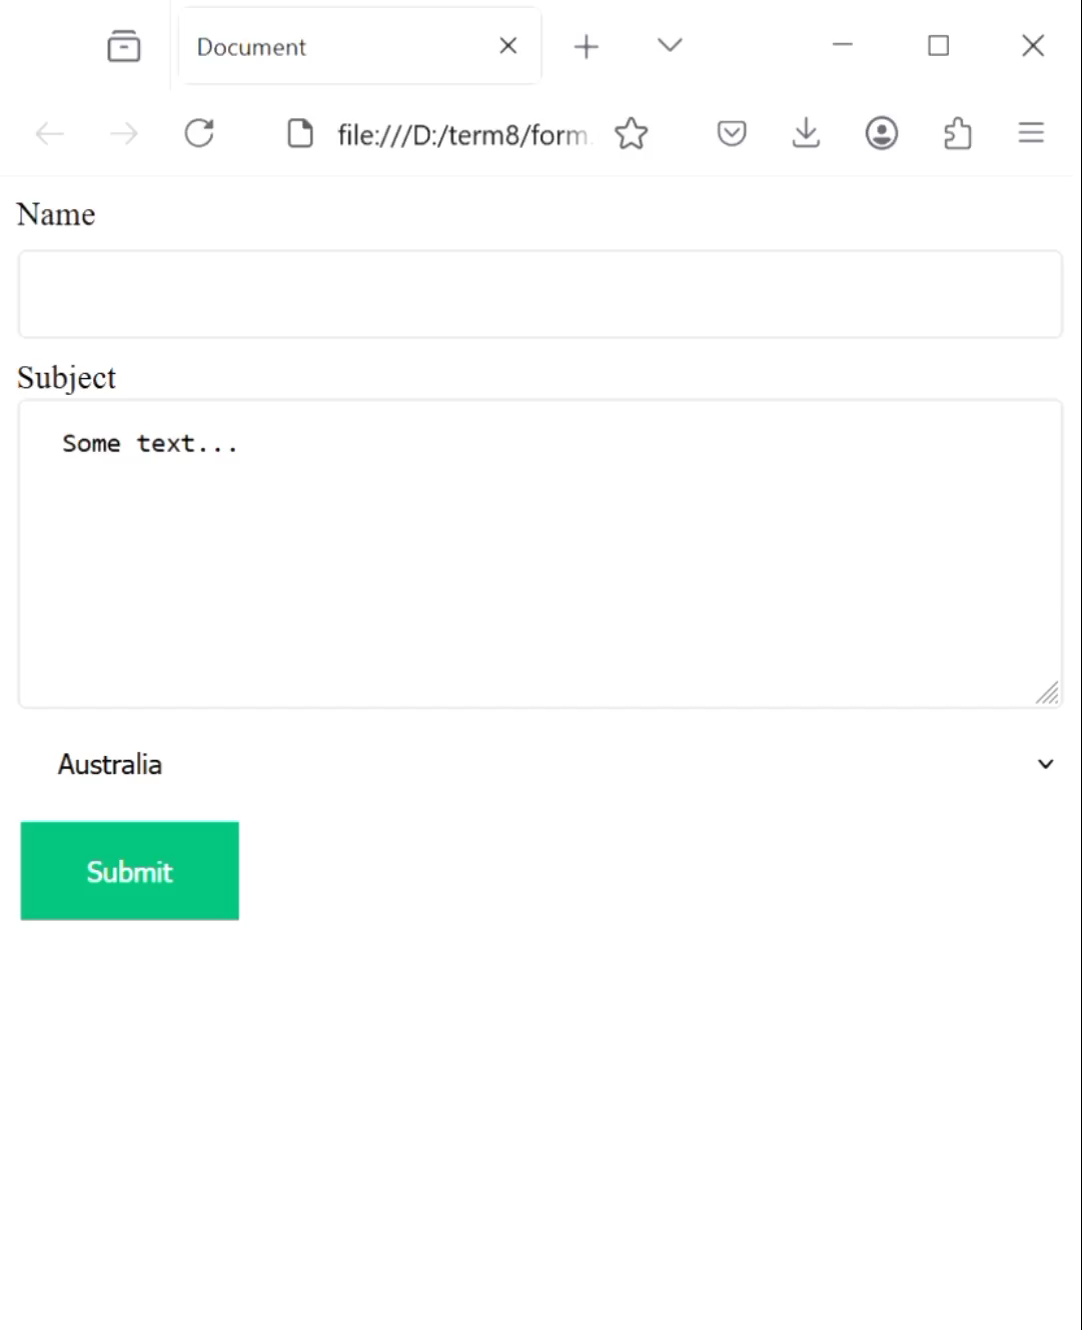 Document
file:///D:/term8/form.
Name
Subject
Some text...
Australia
Submit